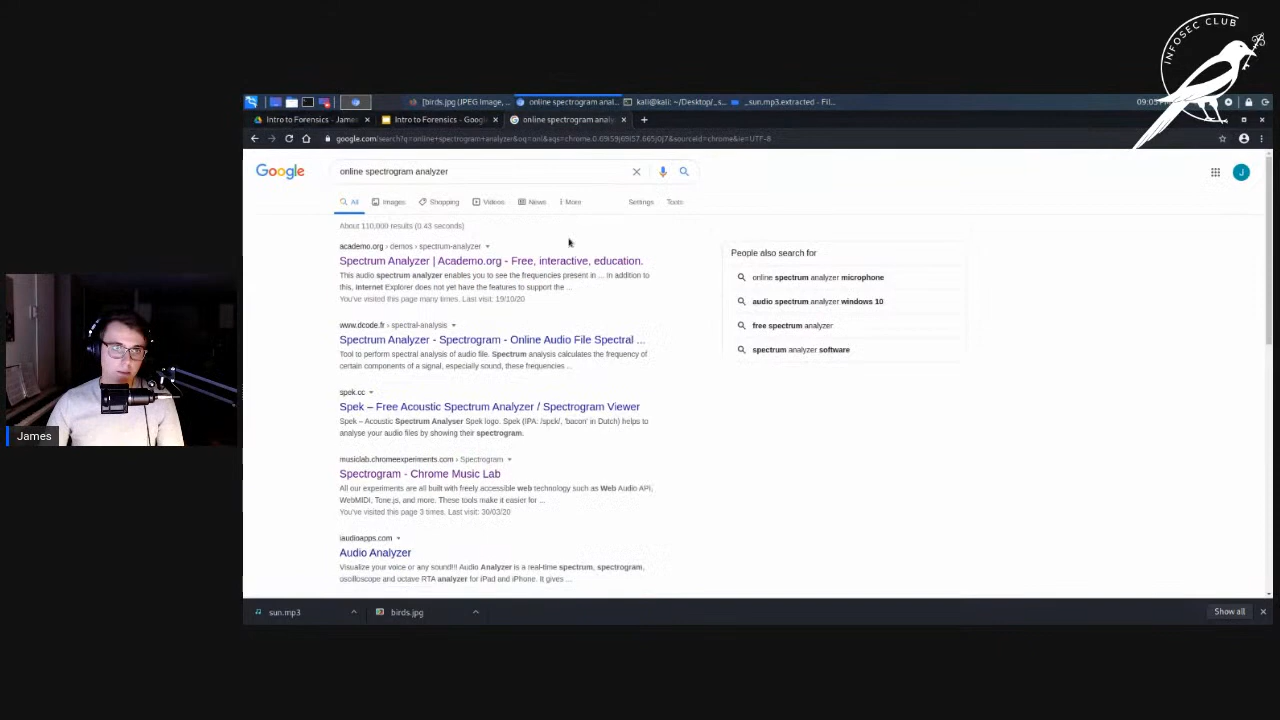 INFOSEC CLUB
[birds.jpg (JPEG Image, ...
online spectrogram anal...
kali@kali: ~/Desktop/_s...
_sun.mp3.extracted - Fil...
Intro to Forensics - Jame
Intro to Forensics - Goog
online spectrogram analy
google.com/search?q=online+spectrogram+analyzer
Google
online spectrogram analyzer
All
Images
Shopping
Videos
News
More
Settings
Tools
About 110,000 results (0.43 seconds)
academo.org › demos › spectrum-analyzer
Spectrum Analyzer | Academo.org - Free, interactive, education.
This audio spectrum analyzer enables you to see the frequencies present in ... In addition to
this, Internet Explorer does not yet have the features to support the ...
You've visited this page many times. Last visit: 19/10/20
www.dcode.fr › spectral-analysis
Spectrum Analyzer - Spectrogram - Online Audio File Spectral ...
Tool to perform spectral analysis of audio file. Spectrum analysis calculates the frequency of
certain components of a signal, especially sound, these frequencies ...
spek.cc
Spek – Free Acoustic Spectrum Analyzer / Spectrogram Viewer
Spek – Acoustic Spectrum Analyser Spek logo. Spek (IPA: /spɛk/, 'bacon' in Dutch) helps to
analyse your audio files by showing their spectrogram.
musiclab.chromeexperiments.com › Spectrogram
Spectrogram - Chrome Music Lab
All our experiments are all built with freely accessible web technology such as Web Audio API,
WebMIDI, Tone.js, and more. These tools make it easier for ...
You've visited this page 3 times. Last visit: 30/03/20
iaudioapps.com
Audio Analyzer
Visualize your voice or any sound!!! Audio Analyzer is a real-time spectrum, spectrogram,
oscilloscope and octave RTA analyzer for iPad and iPhone. It gives ...
People also search for
online spectrum analyzer microphone
audio spectrum analyzer windows 10
free spectrum analyzer
spectrum analyzer software
J
James
sun.mp3
birds.jpg
Show all